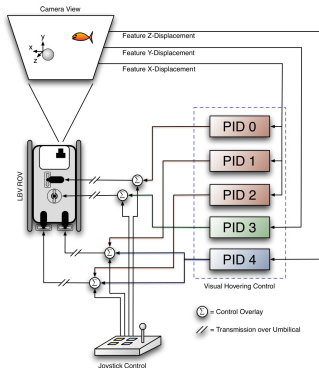 Camera View
Feature Z-Displacement
Feature Y-Displacement
Feature X-Displacement
y
x
z
LBV ROV
PID 0
PID 1
PID 2
PID 3
PID 4
Σ
Σ
Σ
Σ
Visual Hovering Control
Σ = Control Overlay
// = Transmission over Umbilical
Joystick Control